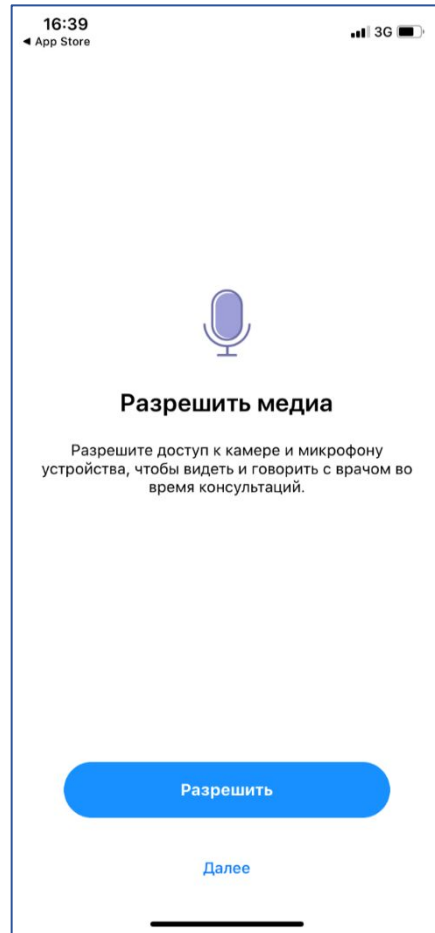 16:39
◀ App Store
3G
Разрешить медиа
Разрешите доступ к камере и микрофону
устройства, чтобы видеть и говорить с врачом во
время консультаций.
Разрешить
Далее